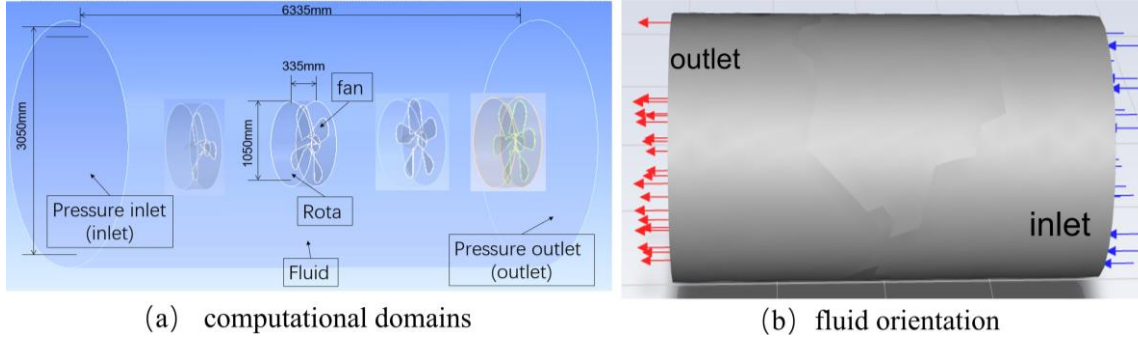 6335mm
335mm
fan
3050mm
1050mm
Pressure inlet
(inlet)
Rota
Fluid
Pressure outlet
(outlet)
outlet
inlet
(a) computational domains
(b) fluid orientation